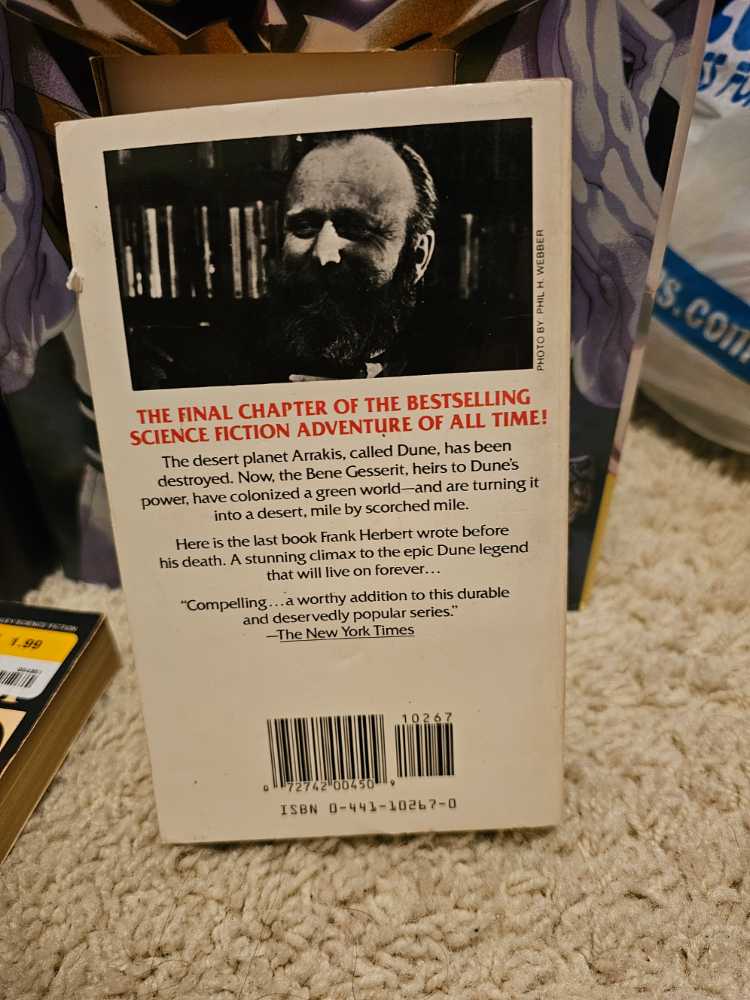 PHOTO BY: PHIL H. WEBBER
THE FINAL CHAPTER OF THE BESTSELLING
SCIENCE FICTION ADVENTURE OF ALL TIME!
The desert planet Arrakis, called Dune, has been
destroyed. Now, the Bene Gesserit, heirs to Dune's
power, have colonized a green world—and are turning it
into a desert, mile by scorched mile.
Here is the last book Frank Herbert wrote before
his death. A stunning climax to the epic Dune legend
that will live on forever...
"Compelling...a worthy addition to this durable
and deservedly popular series."
—The New York Times
10267
0 72742 00450 9
ISBN 0-441-10267-0
1.99
s.com